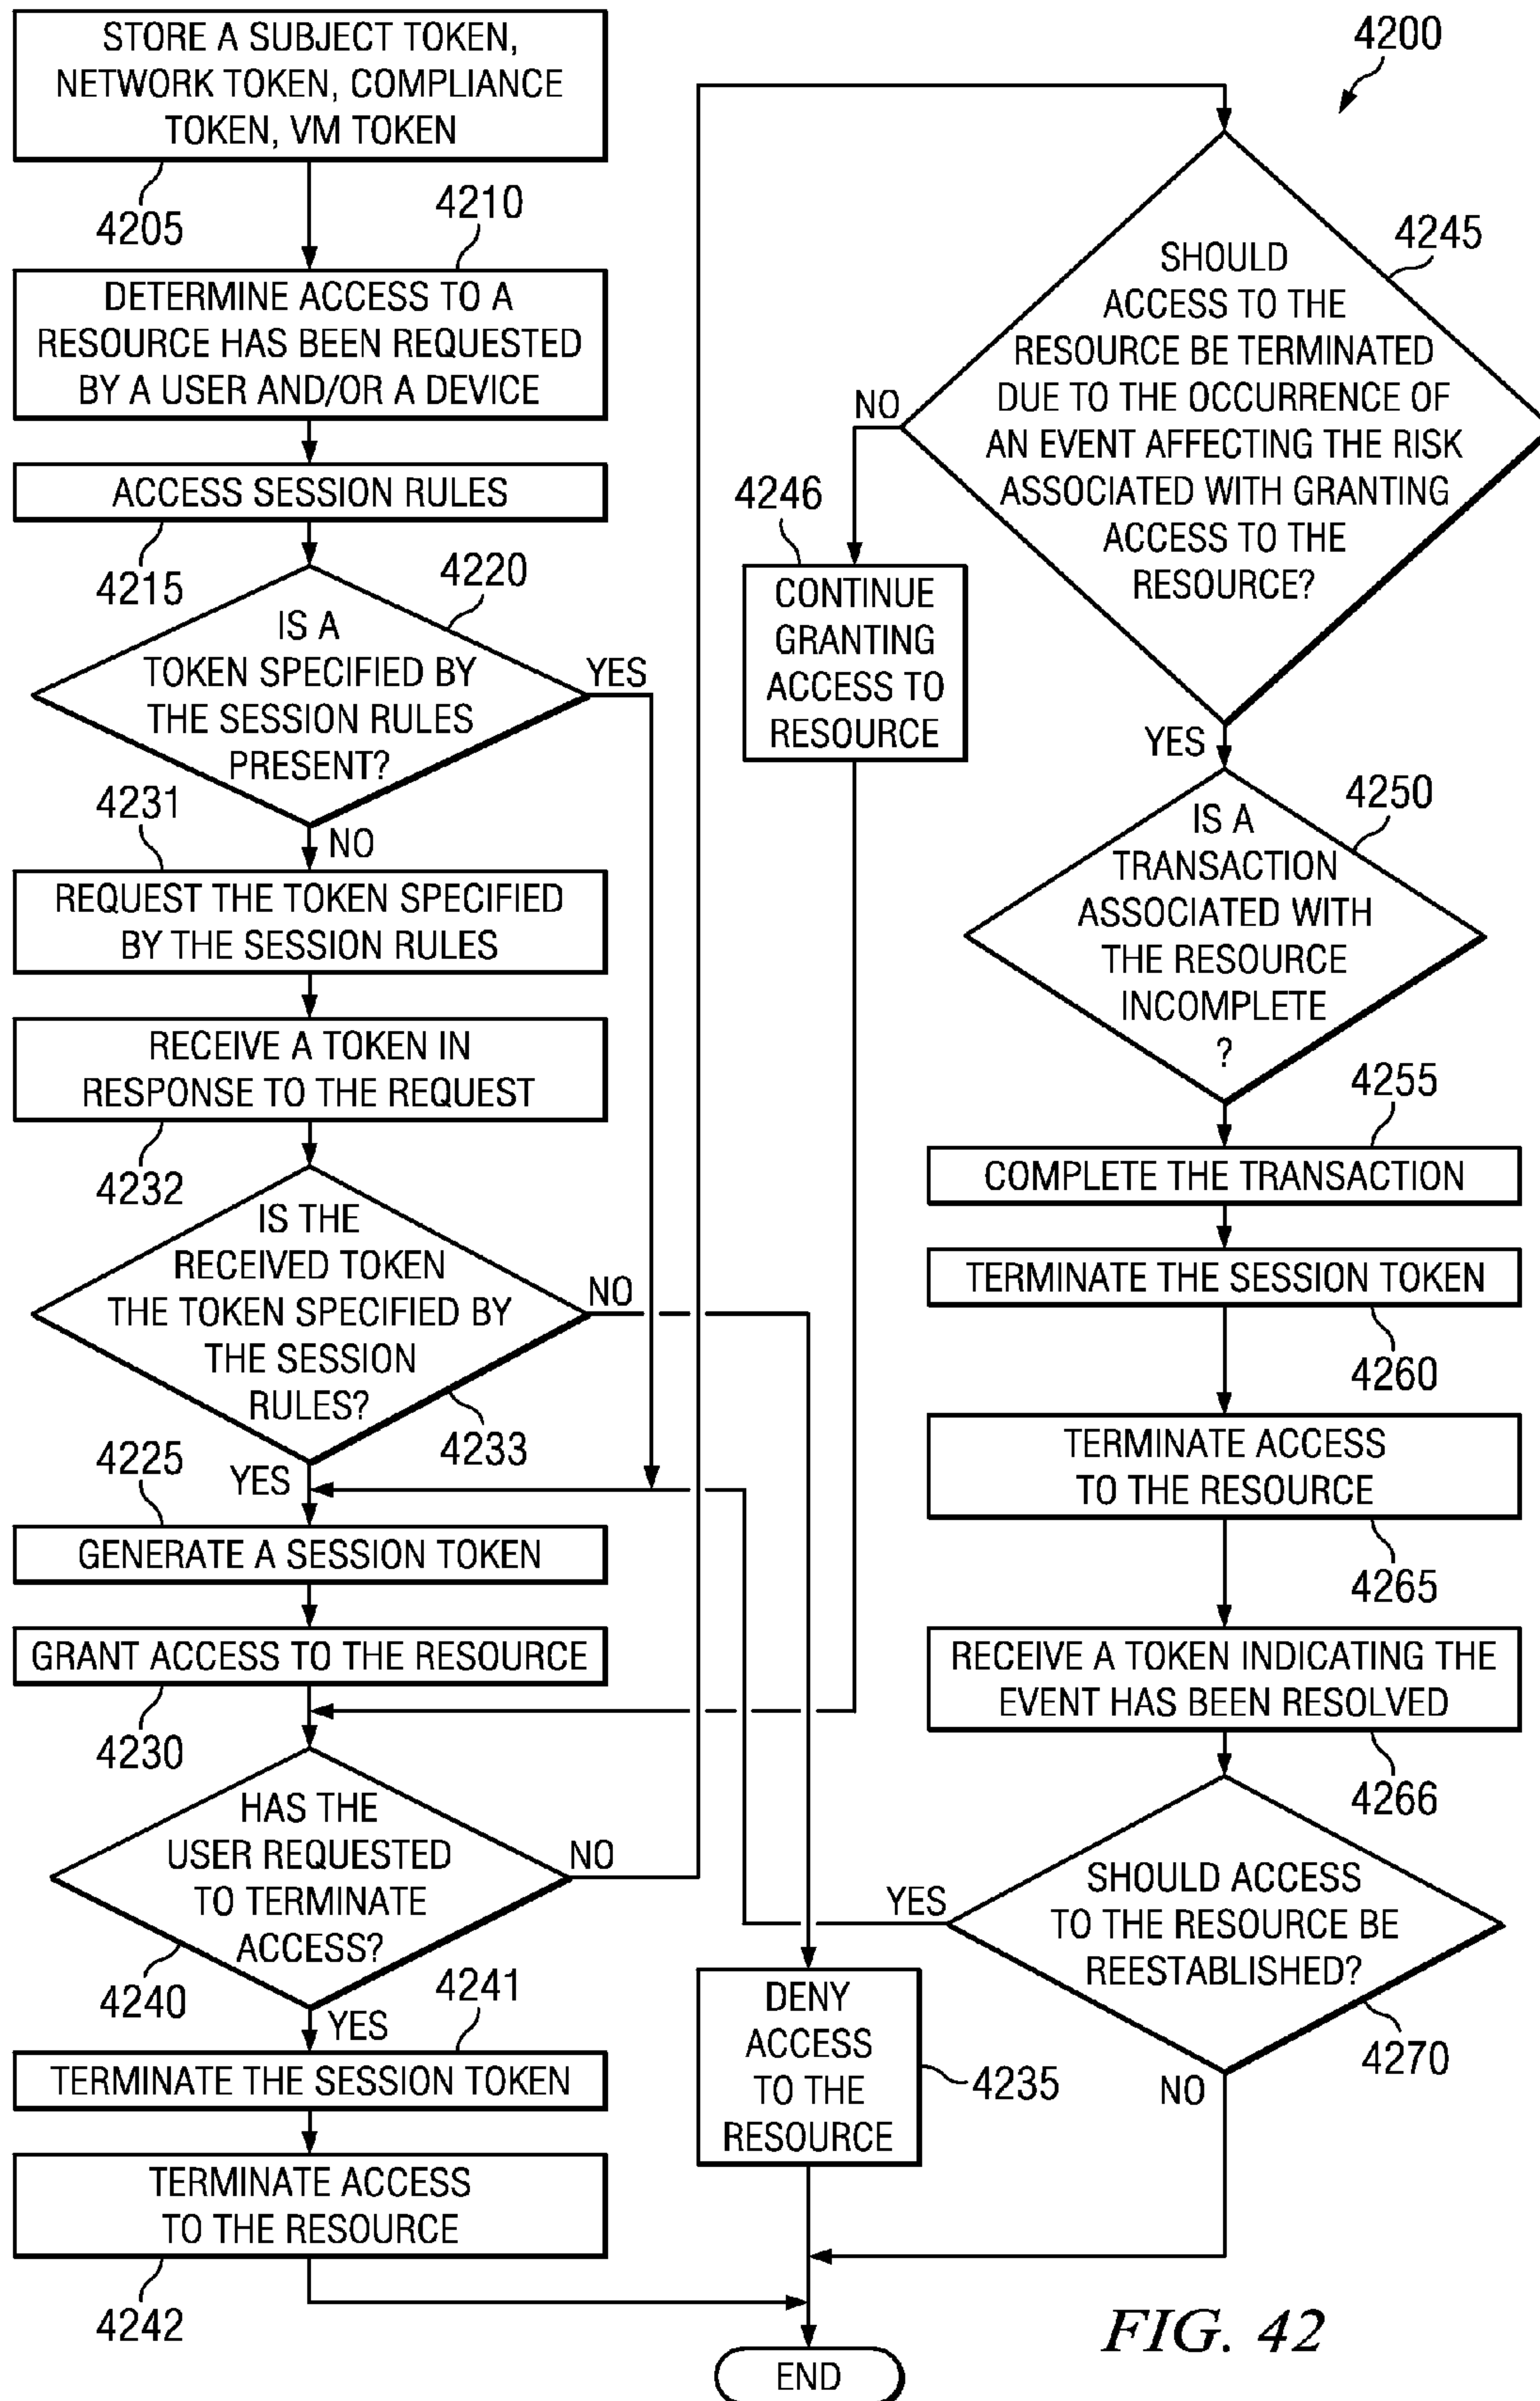 STORE A SUBJECT TOKEN,
NETWORK TOKEN, COMPLIANCE
TOKEN, VM TOKEN
4205
4210
DETERMINE ACCESS TO A
RESOURCE HAS BEEN REQUESTED
BY A USER AND/OR A DEVICE
ACCESS SESSION RULES
4215
4220
IS A
TOKEN SPECIFIED BY
THE SESSION RULES
PRESENT?
YES
NO
4231
REQUEST THE TOKEN SPECIFIED
BY THE SESSION RULES
RECEIVE A TOKEN IN
RESPONSE TO THE REQUEST
4232
IS THE
RECEIVED TOKEN
THE TOKEN SPECIFIED BY
THE SESSION
RULES?
NO
4233
YES
4225
GENERATE A SESSION TOKEN
GRANT ACCESS TO THE RESOURCE
4230
HAS THE
USER REQUESTED
TO TERMINATE
ACCESS?
NO
4240
YES
4241
TERMINATE THE SESSION TOKEN
TERMINATE ACCESS
TO THE RESOURCE
4242
4200
SHOULD
ACCESS TO THE
RESOURCE BE TERMINATED
DUE TO THE OCCURRENCE OF
AN EVENT AFFECTING THE RISK
ASSOCIATED WITH GRANTING
ACCESS TO THE
RESOURCE?
4245
NO
4246
CONTINUE
GRANTING
ACCESS TO
RESOURCE
YES
4250
IS A
TRANSACTION
ASSOCIATED WITH
THE RESOURCE
INCOMPLETE
?
4255
COMPLETE THE TRANSACTION
TERMINATE THE SESSION TOKEN
4260
TERMINATE ACCESS
TO THE RESOURCE
4265
RECEIVE A TOKEN INDICATING THE
EVENT HAS BEEN RESOLVED
4266
SHOULD ACCESS
TO THE RESOURCE BE
REESTABLISHED?
YES
4270
NO
DENY
ACCESS
TO THE
RESOURCE
4235
END
FIG. 42